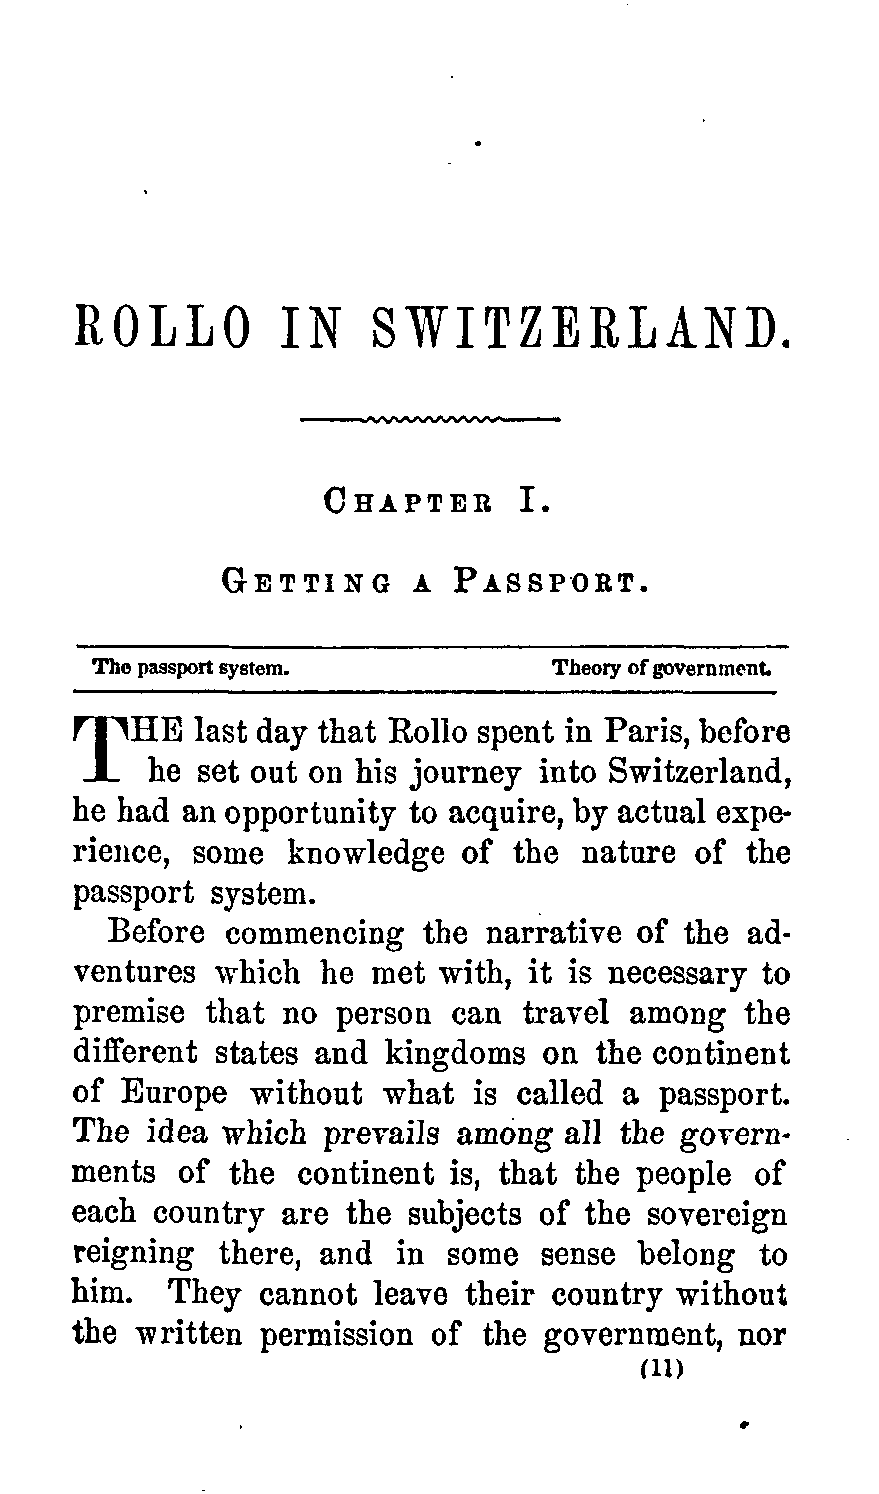 ROLLO IN SWITZERLAND.
CHAPTER I.
GETTING A PASSPORT.
The passport system. Theory of government.
THE last day that Rollo spent in Paris, before
he set out on his journey into Switzerland,
he had an opportunity to acquire, by actual expe-
rience, some knowledge of the nature of the
passport system.
Before commencing the narrative of the ad-
ventures which he met with, it is necessary to
premise that no person can travel among the
different states and kingdoms on the continent
of Europe without what is called a passport.
The idea which prevails among all the govern-
ments of the continent is, that the people of
each country are the subjects of the sovereign
reigning there, and in some sense belong to
him. They cannot leave their country without
the written permission of the government, nor
(11)